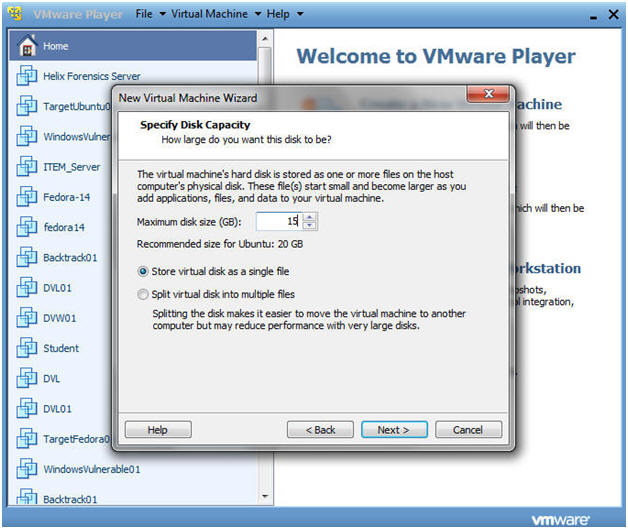 VMware Player File Virtual Machine Help
Home
Helix Forensics Server
TargetUbuntu0
WindowsVulner
ITEM_Server
Fedora-14
fedora14
Backtrack01
DVL01
DVW01
Student
DVL
DVL01
TargetFedora0
WindowsVulnerable01
Backtrack01
Welcome to VMware Player
Create a New Virtual Machine
will then be
which will then be
rkstation
pshots,
integration,
New Virtual Machine Wizard
Specify Disk Capacity
How large do you want this disk to be?
The virtual machine's hard disk is stored as one or more files on the host
computer's physical disk. These file(s) start small and become larger as you
add applications, files, and data to your virtual machine.
Maximum disk size (GB): 15
Recommended size for Ubuntu: 20 GB
Store virtual disk as a single file
Split virtual disk into multiple files
Splitting the disk makes it easier to move the virtual machine to another
computer but may reduce performance with very large disks.
Help < Back Next > Cancel
vmware